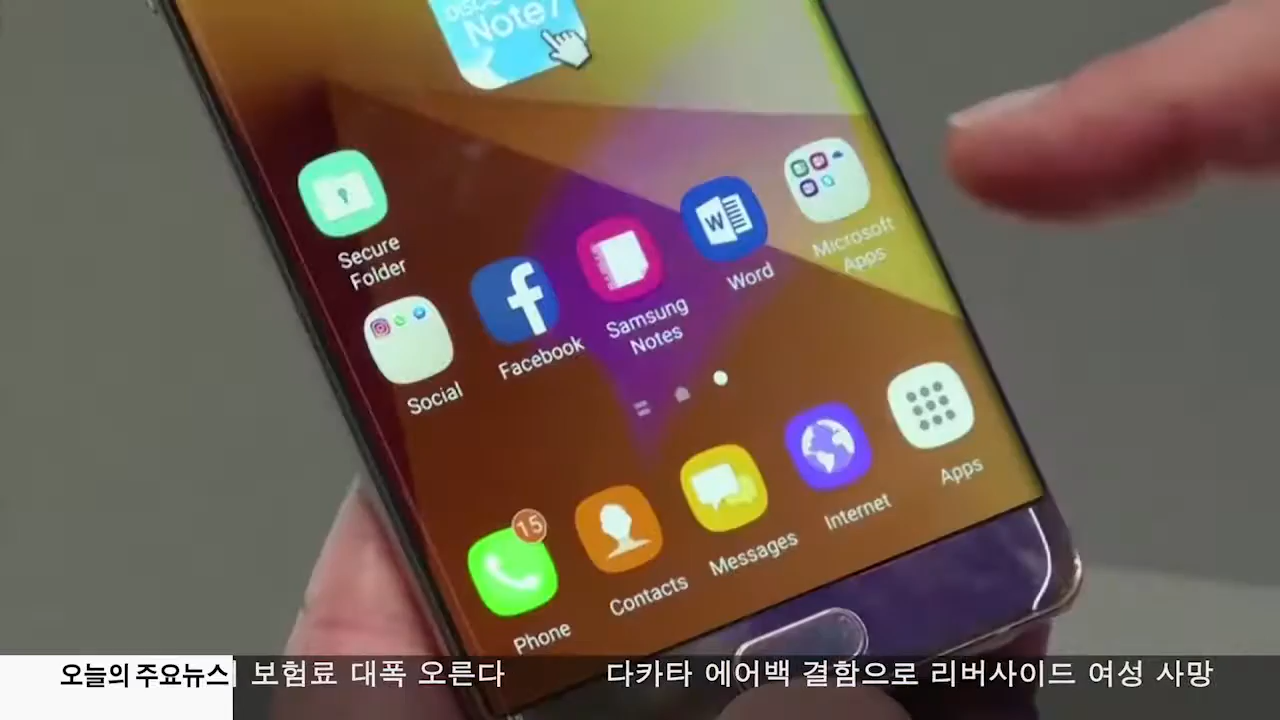 Note7
Secure
Folder
Social
Facebook
Samsung
Notes
W
Word
Microsoft
Apps
15
Phone
Contacts
Messages
Internet
Apps
오늘의 주요뉴스 보험료 대폭 오른다 다카타 에어백 결함으로 리버사이드 여성 사망